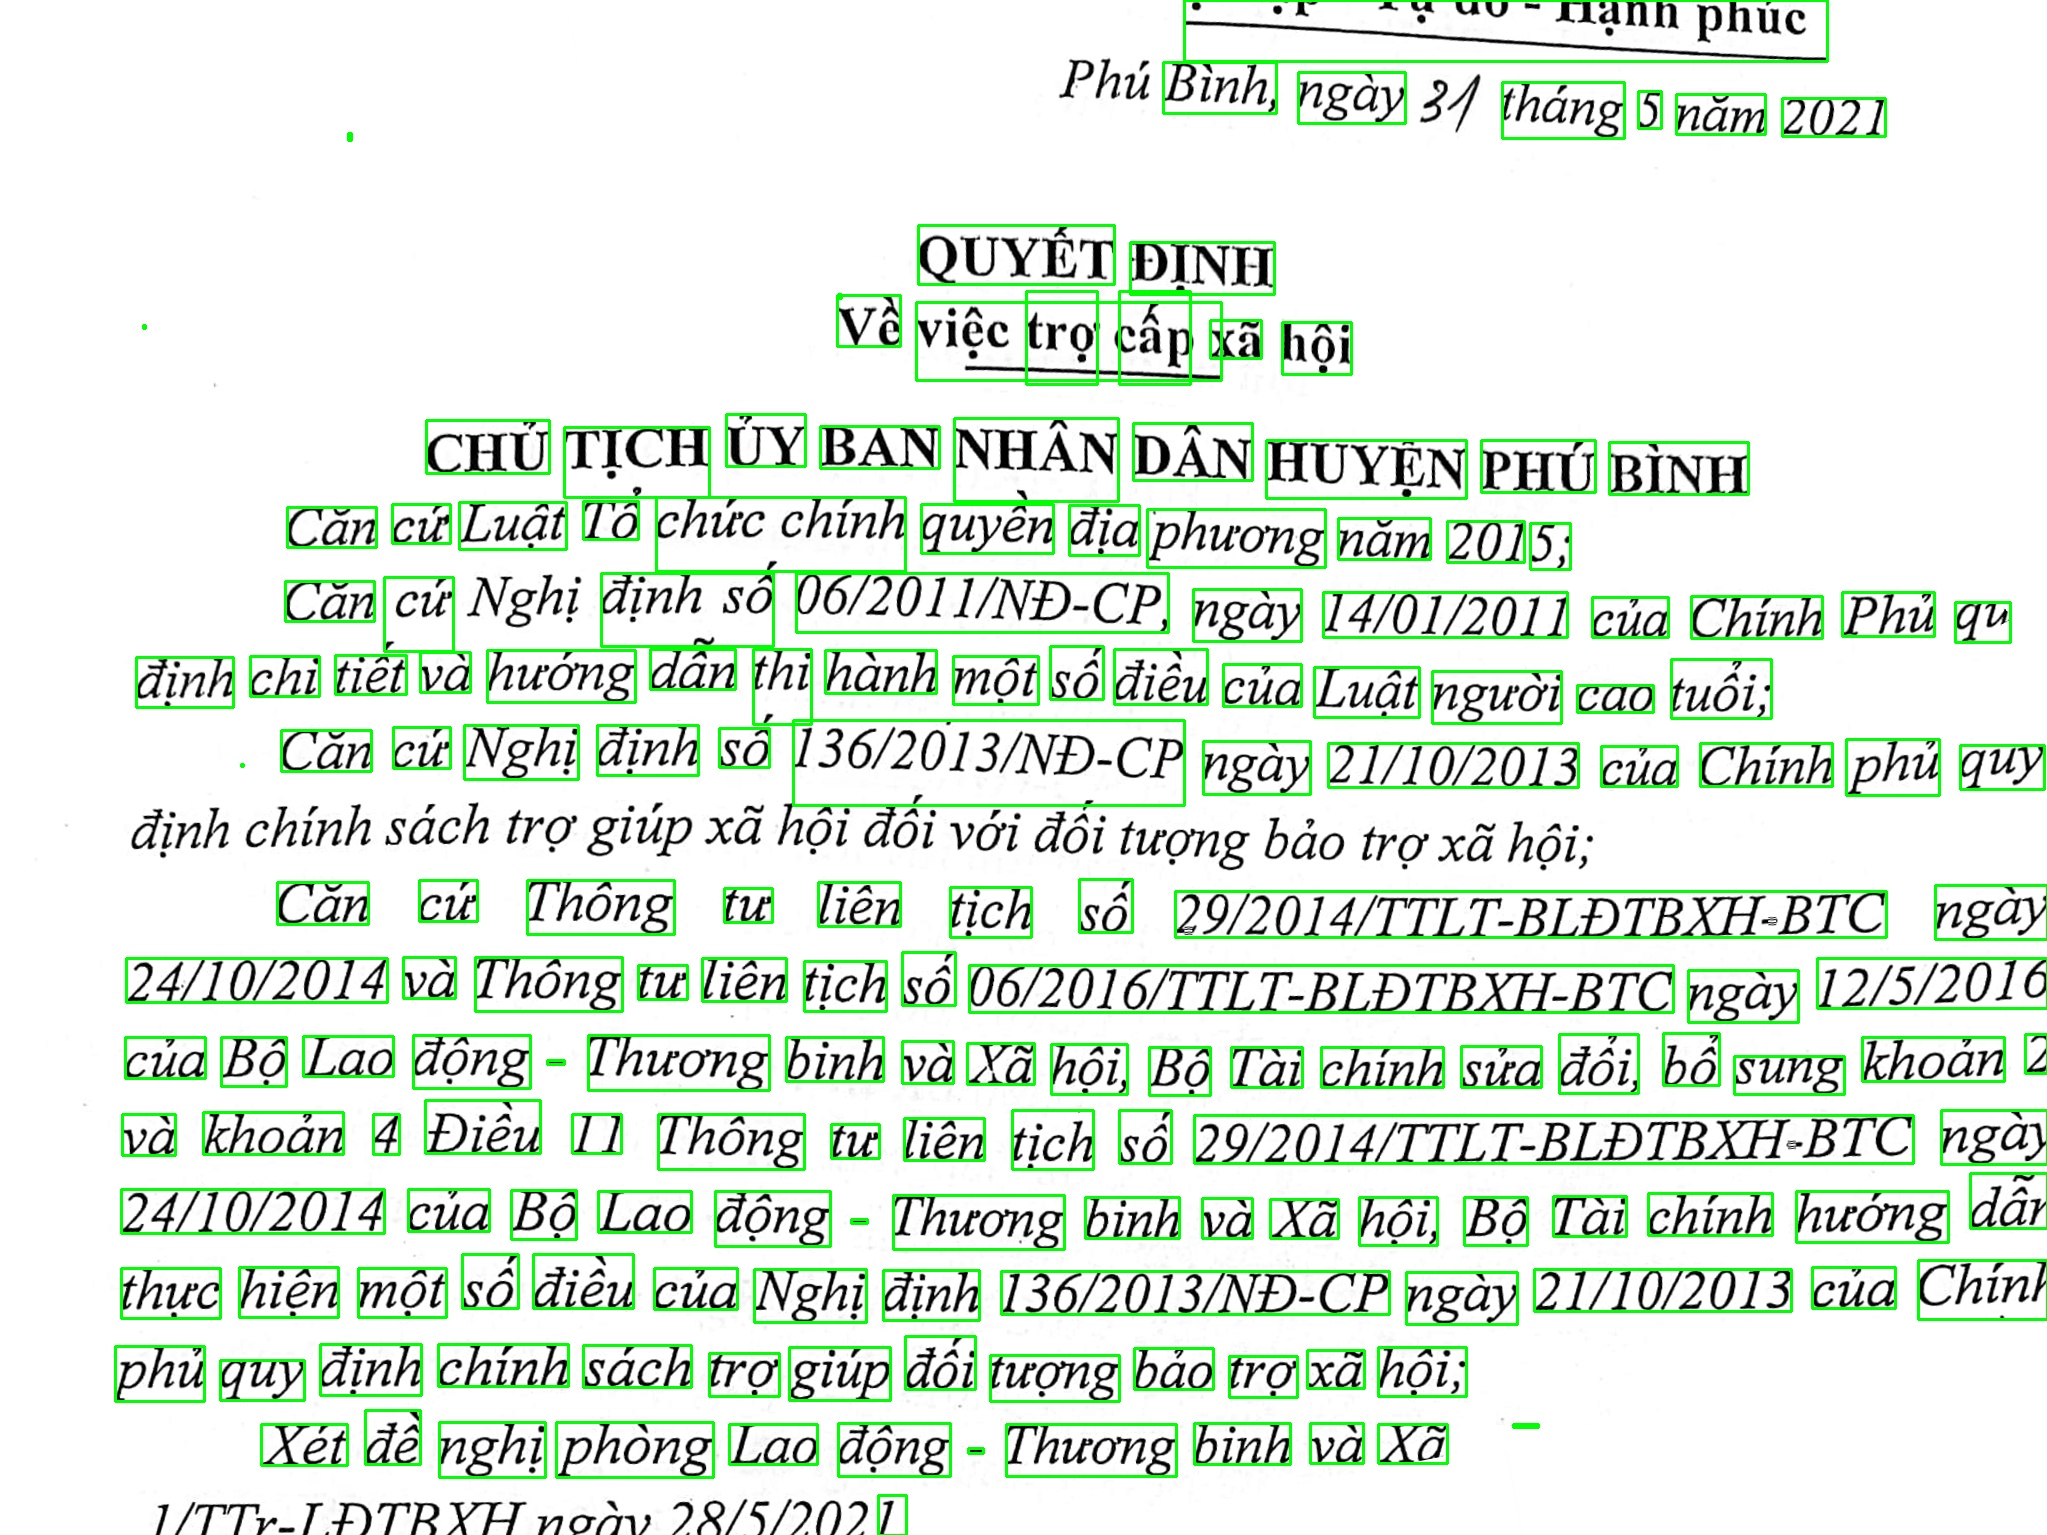 Tự do - Hạnh phúc
Phú Bình, ngày 31 tháng 5 năm 2021
QUYẾT ĐỊNH
Về việc trợ cấp xã hội
CHỦ TỊCH ỦY BAN NHÂN DÂN HUYỆN PHÚ BÌNH
Căn cứ Luật Tổ chức chính quyền địa phương năm 2015;
Căn cứ Nghị định số 06/2011/NĐ-CP, ngày 14/01/2011 của Chính Phủ qu
định chi tiết và hướng dẫn thi hành một số điều của Luật người cao tuổi;
Căn cứ Nghị định số 136/2013/NĐ-CP ngày 21/10/2013 của Chính phủ quy
định chính sách trợ giúp xã hội đối với đối tượng bảo trợ xã hội;
Căn cứ Thông tư liên tịch số 29/2014/TTLT-BLĐTBXH-BTC ngày
24/10/2014 và Thông tư liên tịch số 06/2016/TTLT-BLĐTBXH-BTC ngày 12/5/2016
của Bộ Lao động - Thương binh và Xã hội, Bộ Tài chính sửa đổi, bổ sung khoản 2
và khoản 4 Điều 11 Thông tư liên tịch số 29/2014/TTLT-BLĐTBXH-BTC ngày
24/10/2014 của Bộ Lao động - Thương binh và Xã hội, Bộ Tài chính hướng dẫn
thực hiện một số điều của Nghị định 136/2013/NĐ-CP ngày 21/10/2013 của Chính
phủ quy định chính sách trợ giúp đối tượng bảo trợ xã hội;
Xét đề nghị phòng Lao động - Thương binh và Xã
1/TTr-LĐTBXH ngày 28/5/2021